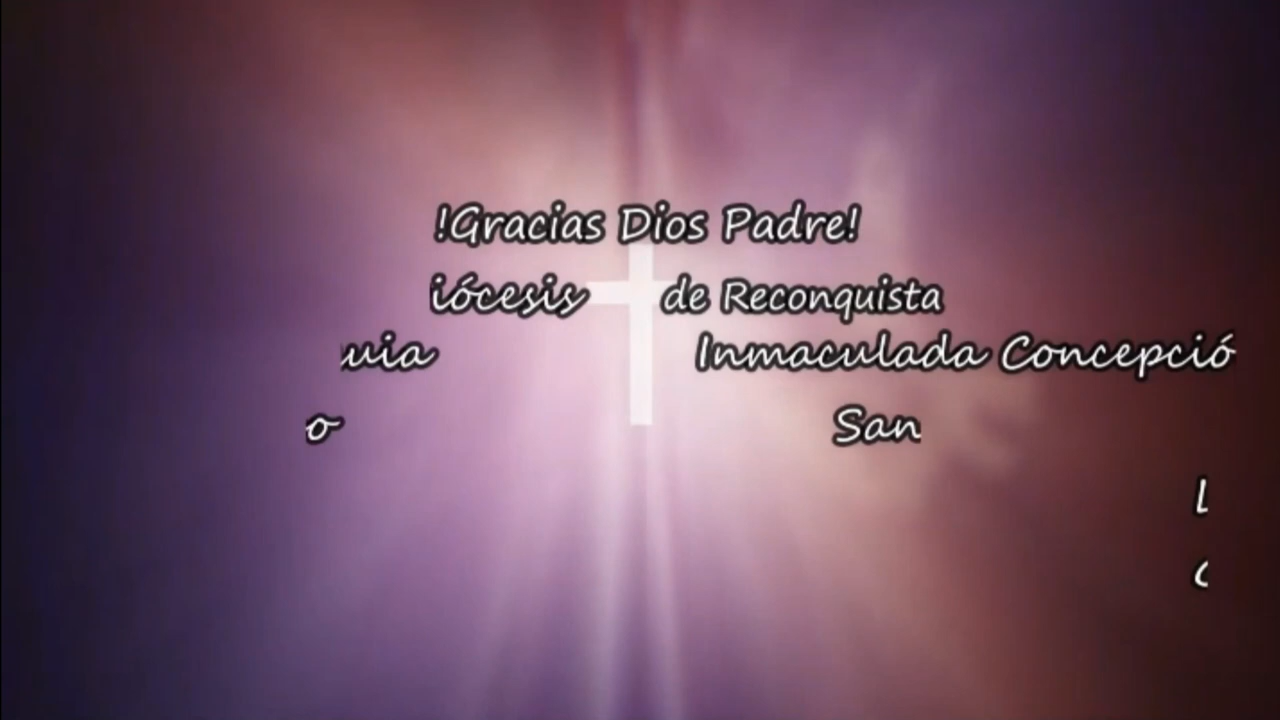 !Gracias Dios Padre!
iócesis de Reconquista
uia Inmaculada Concepció
o San